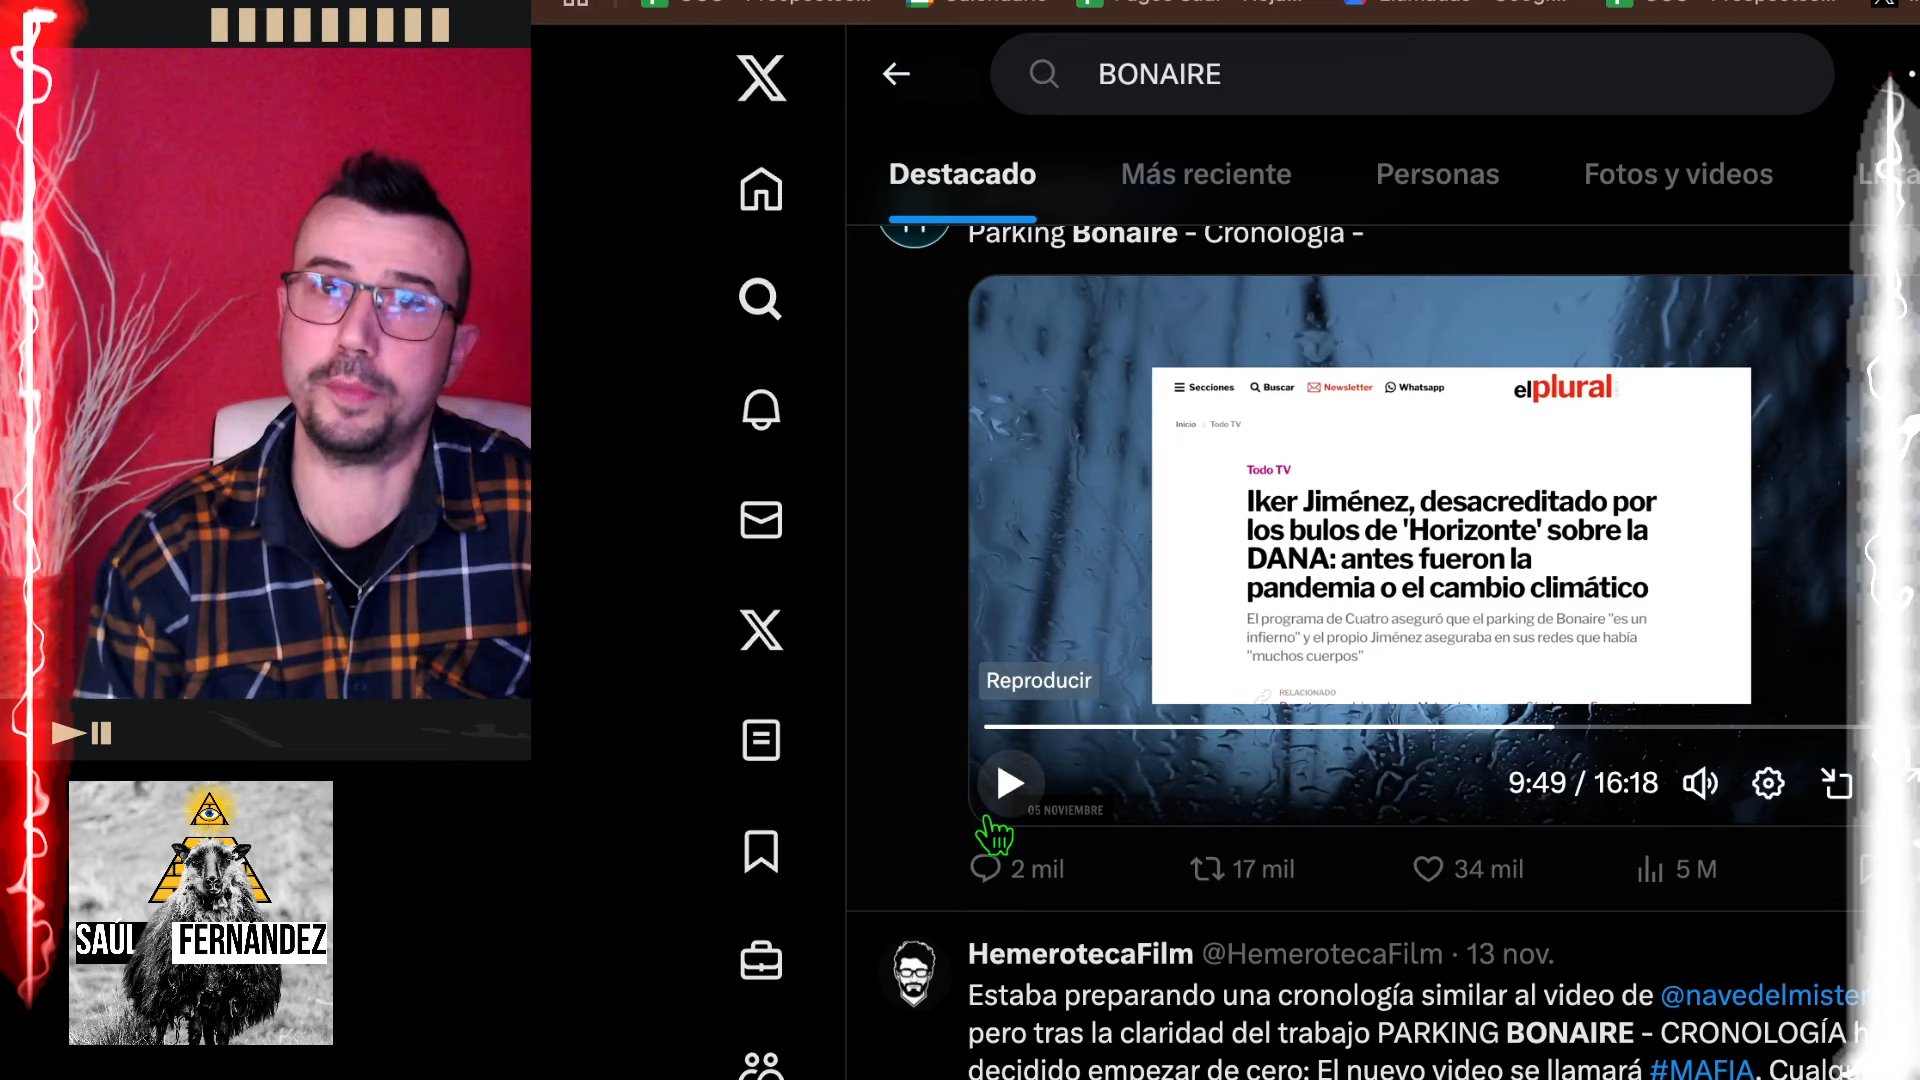 BONAIRE
Destacado
Más reciente
Personas
Fotos y videos
Parking Bonaire - Cronología -
Secciones
Buscar
Newsletter
Whatsapp
elplural
Inicio
Todo TV
Todo TV
Iker Jiménez, desacreditado por
los bulos de 'Horizonte' sobre la
DANA: antes fueron la
pandemia o el cambio climático
El programa de Cuatro aseguró que el parking de Bonaire "es un
infierno" y el propio Jiménez aseguraba en sus redes que había
"muchos cuerpos"
RELACIONADO
Reproducir
9:49 / 16:18
05 NOVIEMBRE
2 mil
17 mil
34 mil
5 M
HemerotecaFilm @HemerotecaFilm · 13 nov.
Estaba preparando una cronología similar al video de
pero tras la claridad del trabajo PARKING BONAIRE - CRONOLOGÍA
decidido empezar de cero: El nuevo video se llamará #MAFIA.
SAÚL FERNÁNDEZ